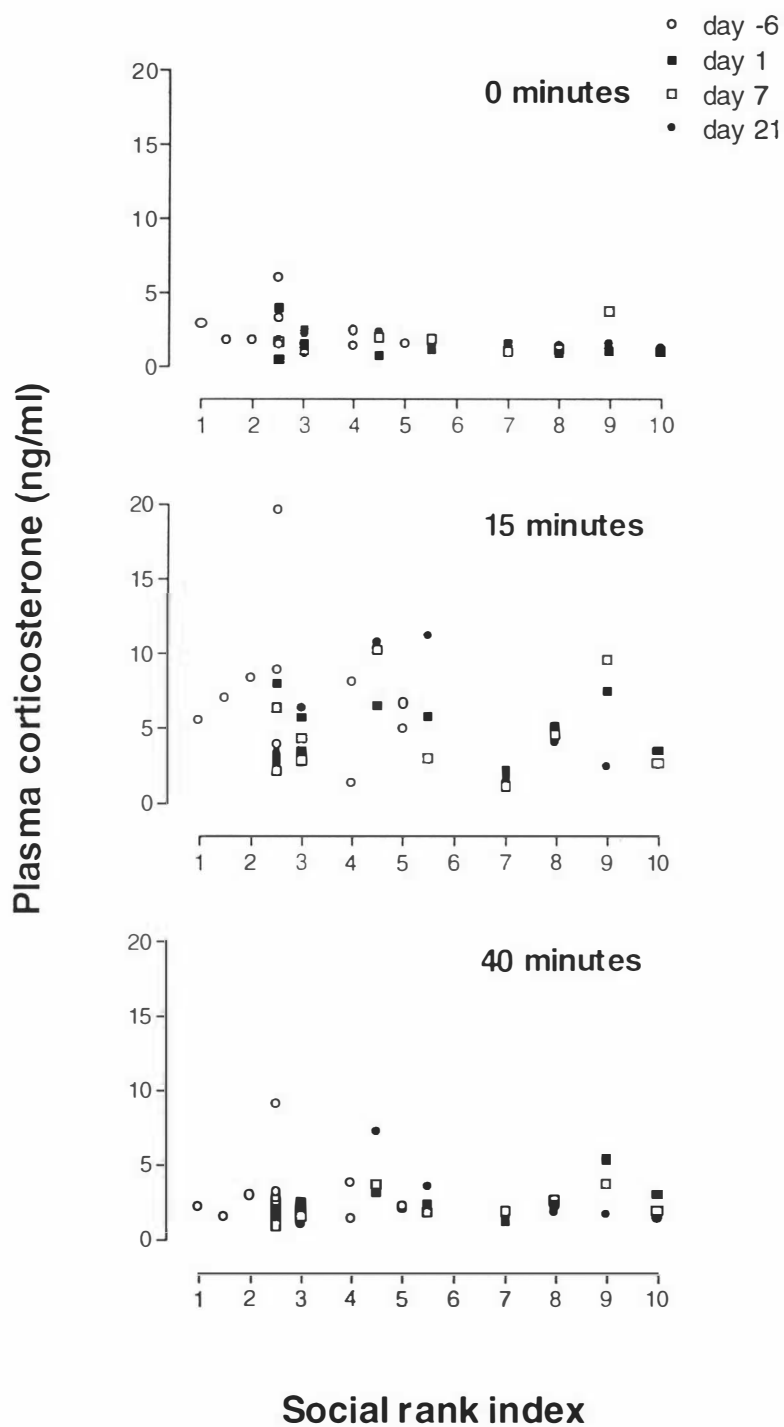 day -6
day 1
day 7
day 21
0 minutes
20
15
10
5
0
1 2 3 4 5 6 7 8 9 10
15 minutes
20
15
10
5
0
1 2 3 4 5 6 7 8 9 10
40 minutes
20
15
10
5
0
1 2 3 4 5 6 7 8 9 10
Plasma corticosterone (ng/ml)
Social rank index